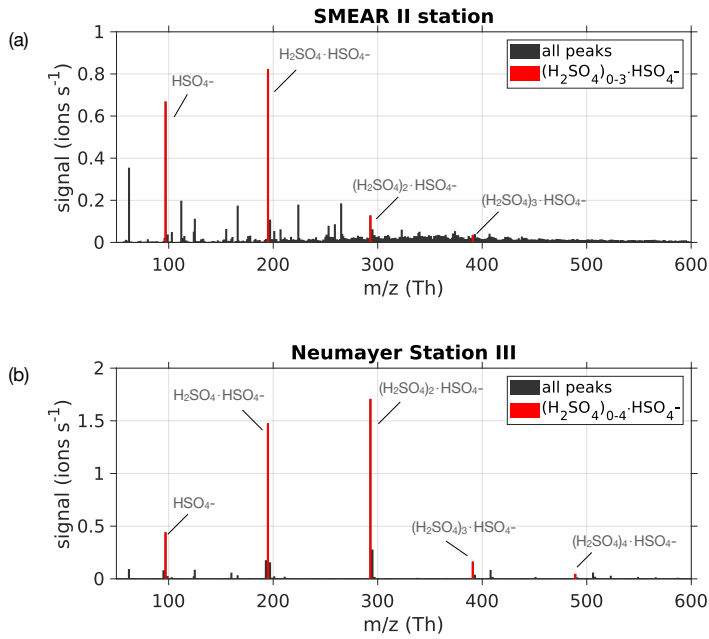 (a)
SMEAR II station
signal (ions s⁻¹)
1
0.8
0.6
0.4
0.2
0
HSO₄-
H₂SO₄·HSO₄-
(H₂SO₄)₂·HSO₄-
(H₂SO₄)₃·HSO₄-
all peaks
(H₂SO₄)₀₋₃·HSO₄-
100 200 300 400 500 600
m/z (Th)
(b)
Neumayer Station III
signal (ions s⁻¹)
2
1.5
1
0.5
0
HSO₄-
H₂SO₄·HSO₄-
(H₂SO₄)₂·HSO₄-
(H₂SO₄)₃·HSO₄-
(H₂SO₄)₄·HSO₄-
all peaks
(H₂SO₄)₀₋₄·HSO₄-
100 200 300 400 500 600
m/z (Th)